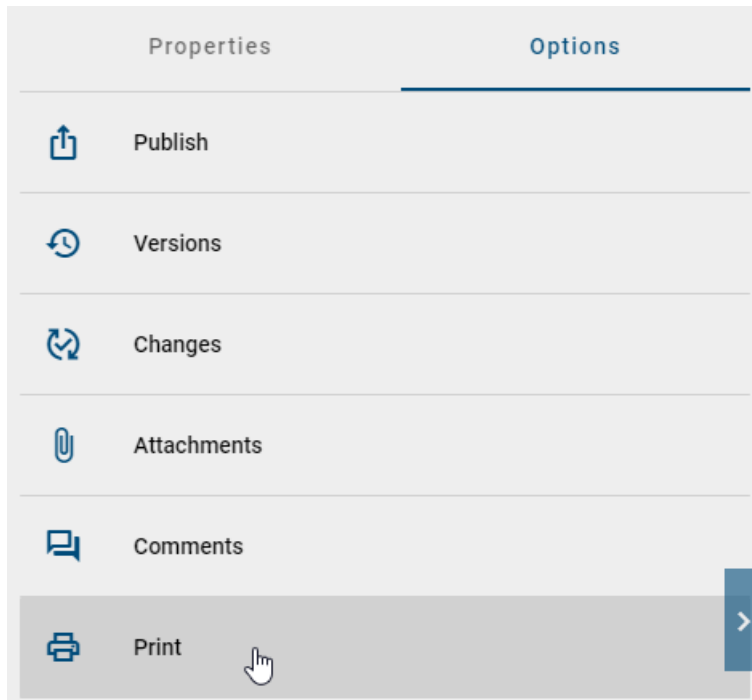 Properties Options
Publish
Versions
Changes
Attachments
Comments
Print